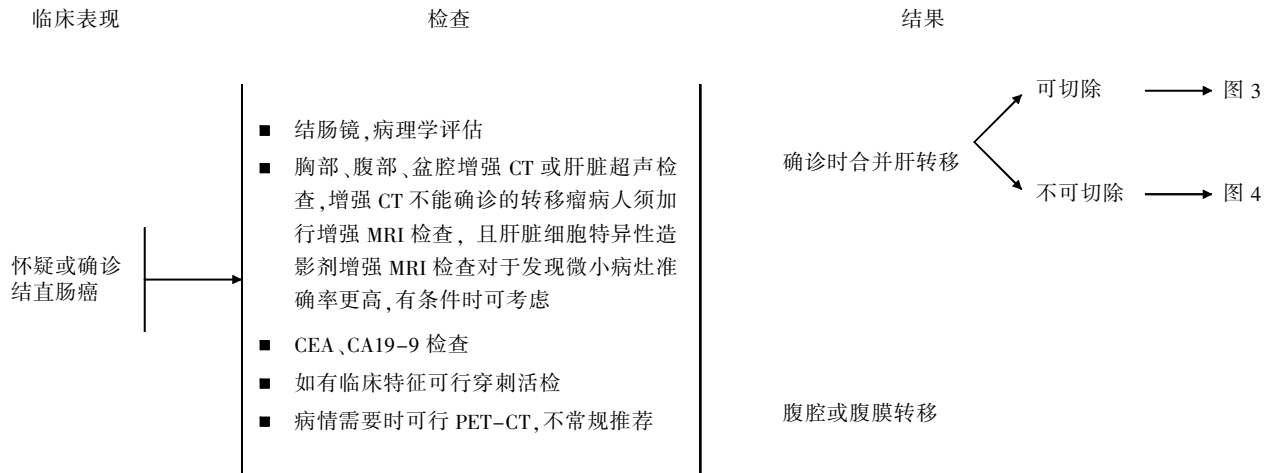 临床表现
检查
结果
怀疑或确诊
结直肠癌
■ 结肠镜,病理学评估
■ 胸部、腹部、盆腔增强 CT 或肝脏超声检
查,增强 CT 不能确诊的转移瘤病人须加
行增强 MRI 检查, 且肝脏细胞特异性造
影剂增强 MRI 检查对于发现微小病灶准
确率更高,有条件时可考虑
■ CEA、CA19-9 检查
■ 如有临床特征可行穿刺活检
■ 病情需要时可行 PET-CT,不常规推荐
确诊时合并肝转移
可切除
图 3
不可切除
图 4
腹腔或腹膜转移